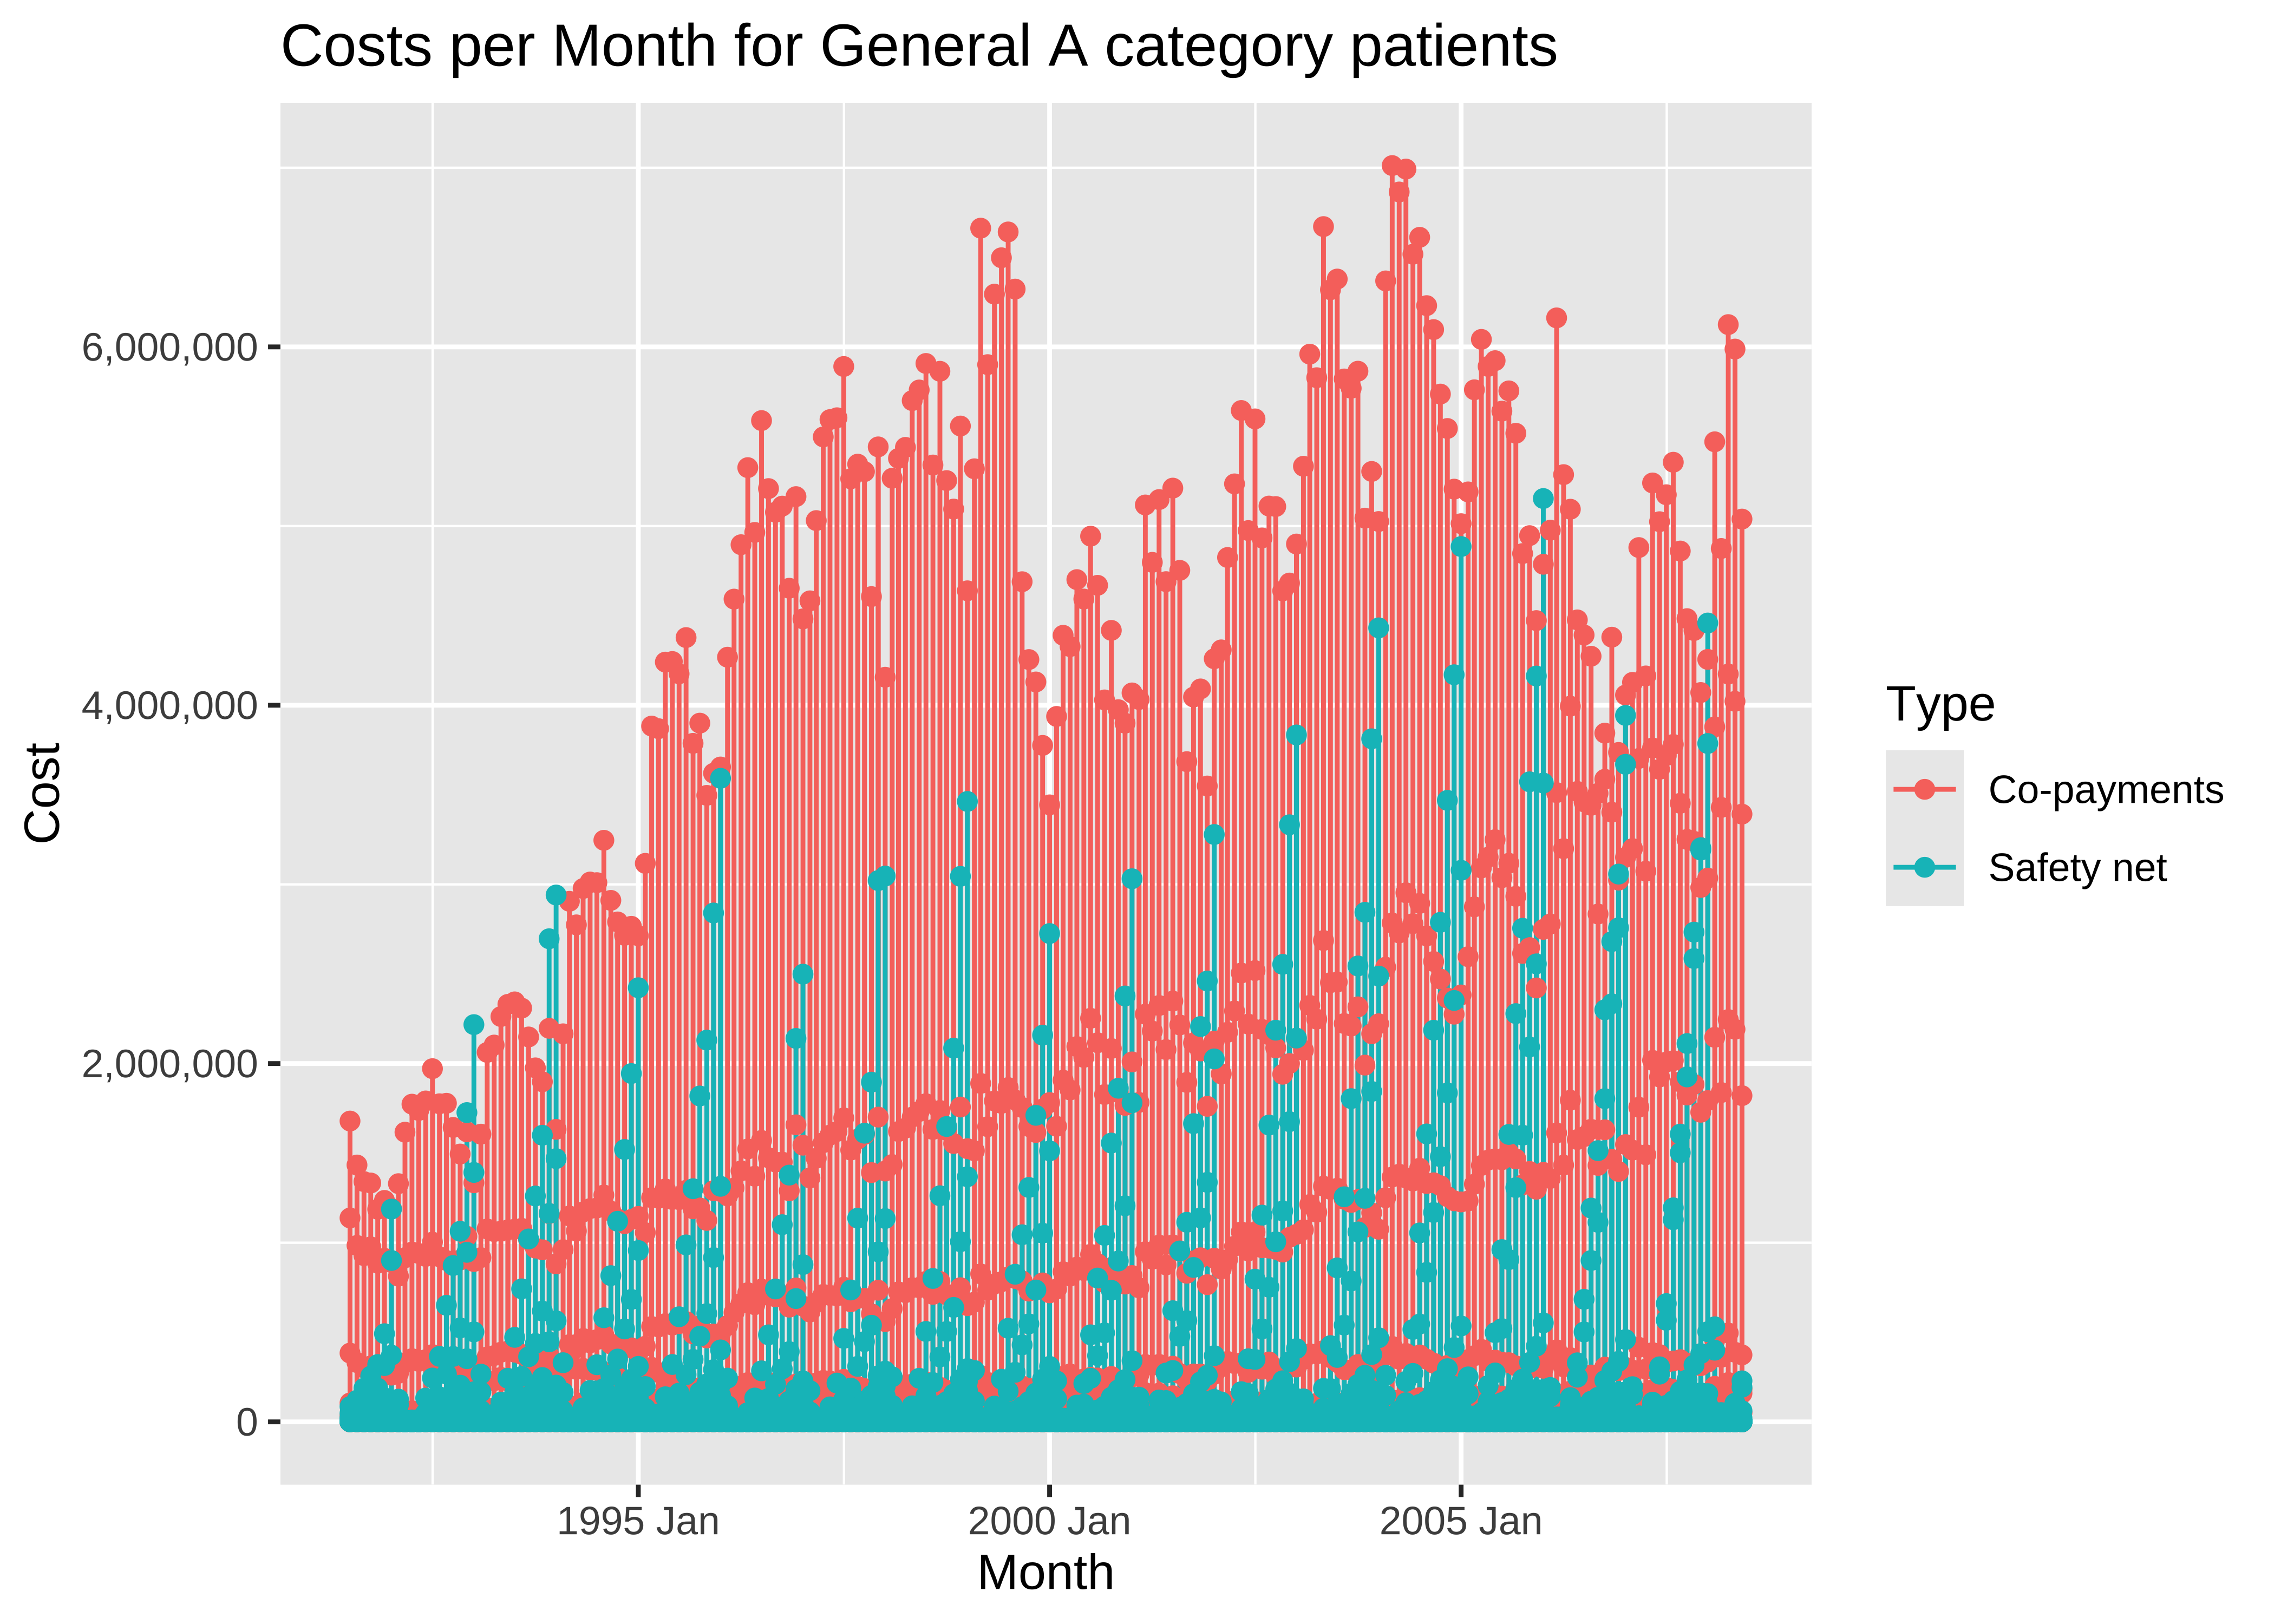 Costs per Month for General A category patients
Cost
6,000,000
4,000,000
2,000,000
0
1995 Jan
2000 Jan
2005 Jan
Month
Type
Co-payments
Safety net